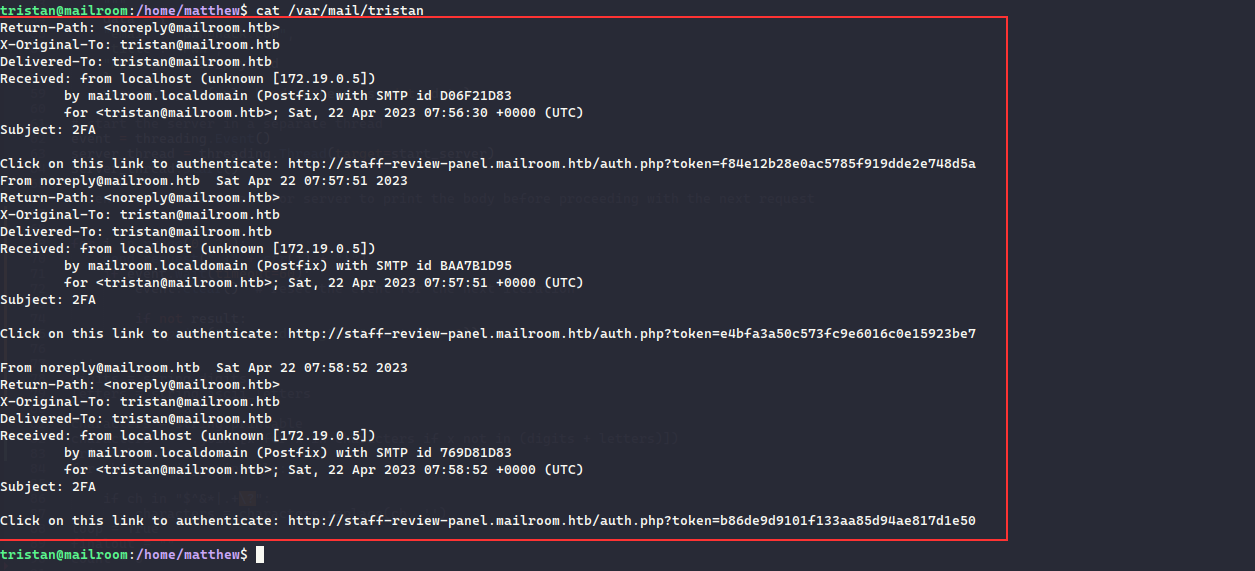 tristan@mailroom:/home/matthew$ cat /var/mail/tristan
Return-Path: <noreply@mailroom.htb>
X-Original-To: tristan@mailroom.htb
Delivered-To: tristan@mailroom.htb
Received: from localhost (unknown [172.19.0.5])
        by mailroom.localdomain (Postfix) with SMTP id D06F21D83
        for <tristan@mailroom.htb>; Sat, 22 Apr 2023 07:56:30 +0000 (UTC)
Subject: 2FA

Click on this link to authenticate: http://staff-review-panel.mailroom.htb/auth.php?token=f84e12b28e0ac5785f919dde2e748d5a
From noreply@mailroom.htb  Sat Apr 22 07:57:51 2023
Return-Path: <noreply@mailroom.htb>
X-Original-To: tristan@mailroom.htb
Delivered-To: tristan@mailroom.htb
Received: from localhost (unknown [172.19.0.5])
        by mailroom.localdomain (Postfix) with SMTP id BAA7B1D95
        for <tristan@mailroom.htb>; Sat, 22 Apr 2023 07:57:51 +0000 (UTC)
Subject: 2FA

Click on this link to authenticate: http://staff-review-panel.mailroom.htb/auth.php?token=e4bfa3a50c573fc9e6016c0e15923be7

From noreply@mailroom.htb  Sat Apr 22 07:58:52 2023
Return-Path: <noreply@mailroom.htb>
X-Original-To: tristan@mailroom.htb
Delivered-To: tristan@mailroom.htb
Received: from localhost (unknown [172.19.0.5])
        by mailroom.localdomain (Postfix) with SMTP id 769D81D83
        for <tristan@mailroom.htb>; Sat, 22 Apr 2023 07:58:52 +0000 (UTC)
Subject: 2FA

Click on this link to authenticate: http://staff-review-panel.mailroom.htb/auth.php?token=b86de9d9101f133aa85d94ae817d1e50

tristan@mailroom:/home/matthew$